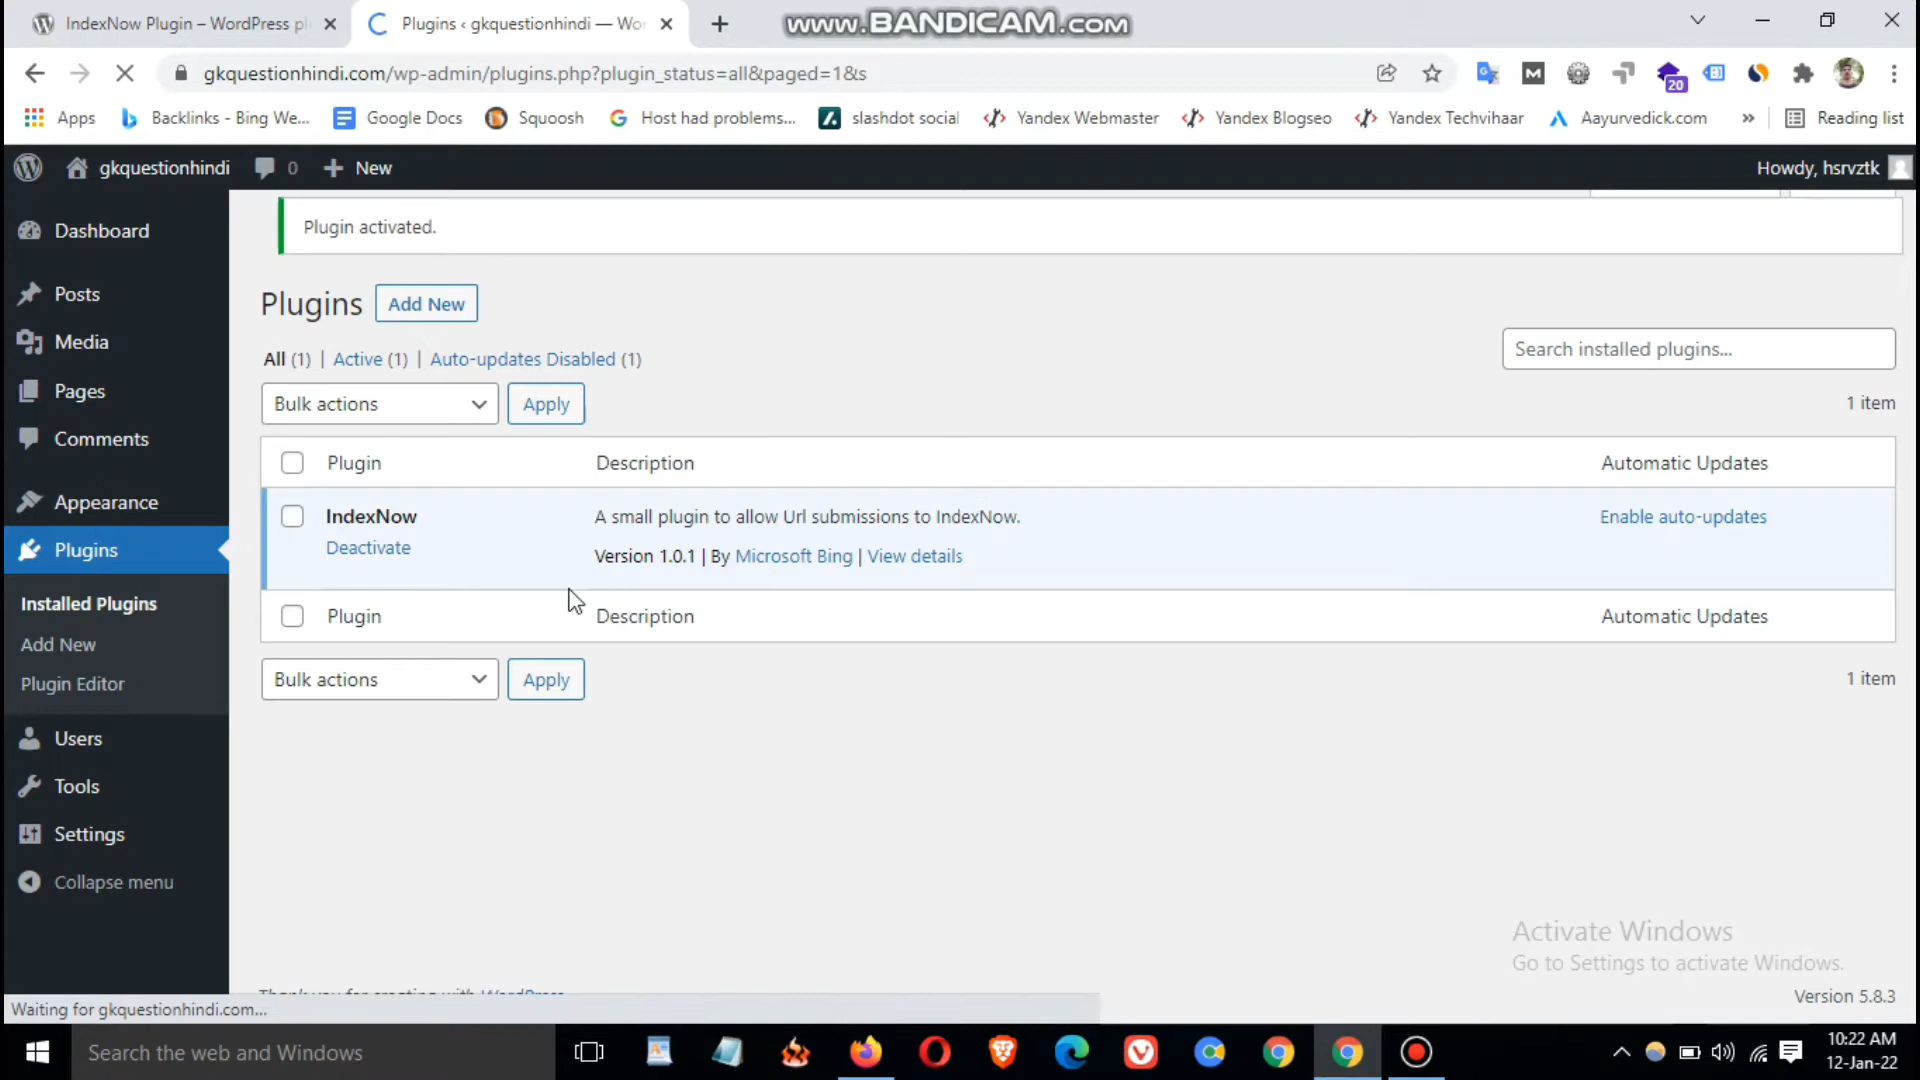 IndexNow Plugin – WordPress pl
Plugins ‹ gkquestionhindi — Wo
www.BANDICAM.com
gkquestionhindi.com/wp-admin/plugins.php?plugin_status=all&paged=1&s
20
Apps
Backlinks - Bing We...
Google Docs
Squoosh
Host had problems...
slashdot social
Yandex Webmaster
Yandex Blogseo
Yandex Techvihaar
Aayurvedick.com
»
Reading list
gkquestionhindi
0
+ New
Howdy, hsrvztk
Dashboard
Posts
Media
Pages
Comments
Appearance
Plugins
Installed Plugins
Add New
Plugin Editor
Users
Tools
Settings
Collapse menu
Plugin activated.
Plugins
Add New
All (1) | Active (1) | Auto-updates Disabled (1)
Search installed plugins...
Bulk actions
Apply
1 item
Plugin
Description
Automatic Updates
IndexNow
A small plugin to allow Url submissions to IndexNow.
Enable auto-updates
Deactivate
Version 1.0.1 | By Microsoft Bing | View details
Plugin
Description
Automatic Updates
Bulk actions
Apply
1 item
Activate Windows
Go to Settings to activate Windows.
Thank you for creating with WordPress
Version 5.8.3
Waiting for gkquestionhindi.com...
Search the web and Windows
10:22 AM
12-Jan-22